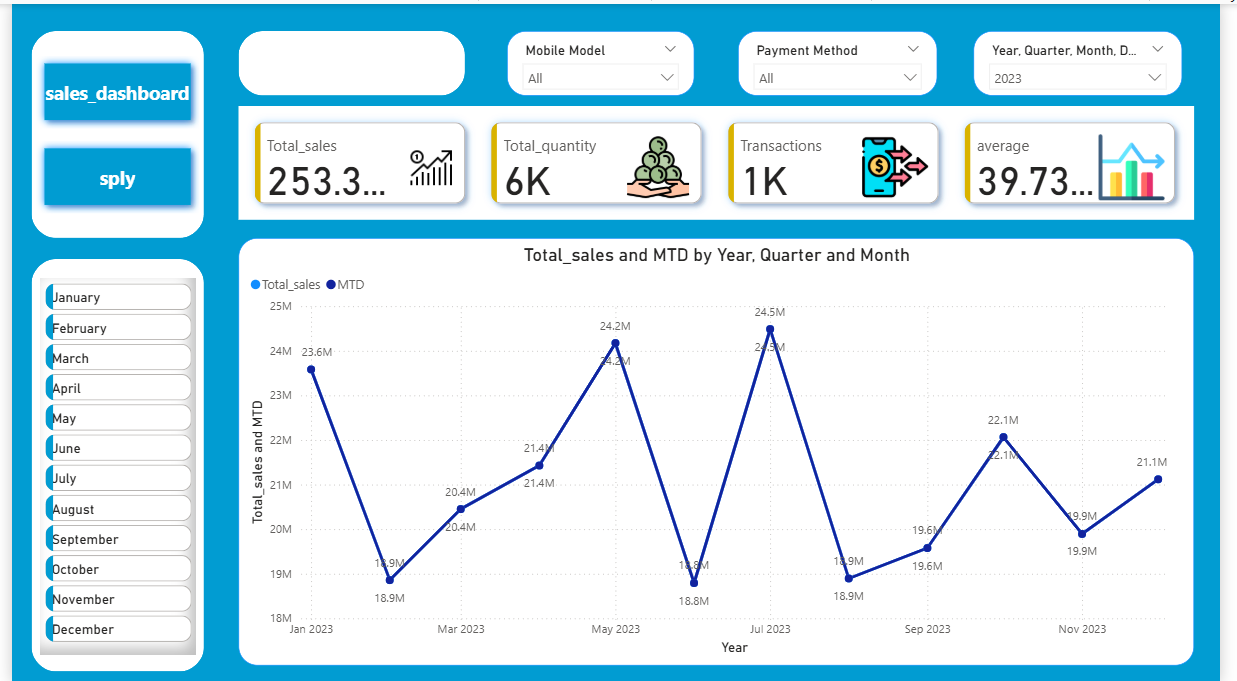 sales_dashboard
sply
January
February
March
April
May
June
July
August
September
October
November
December
Mobile Model
All
Payment Method
All
Year, Quarter, Month, D...
2023
Total_sales
253.3...
Total_quantity
6K
Transactions
1K
average
39.73...
Total_sales and MTD by Year, Quarter and Month
Total_sales MTD
Total_sales and MTD
25M
24M
23M
22M
21M
20M
19M
18M
23.6M
18.9M
18.9M
20.4M
20.4M
21.4M
21.4M
24.2M
24.2M
18.8M
18.8M
24.5M
24.5M
18.9M
18.9M
19.6M
19.6M
22.1M
22.1M
19.9M
19.9M
21.1M
Jan 2023 Mar 2023 May 2023 Jul 2023 Sep 2023 Nov 2023
Year